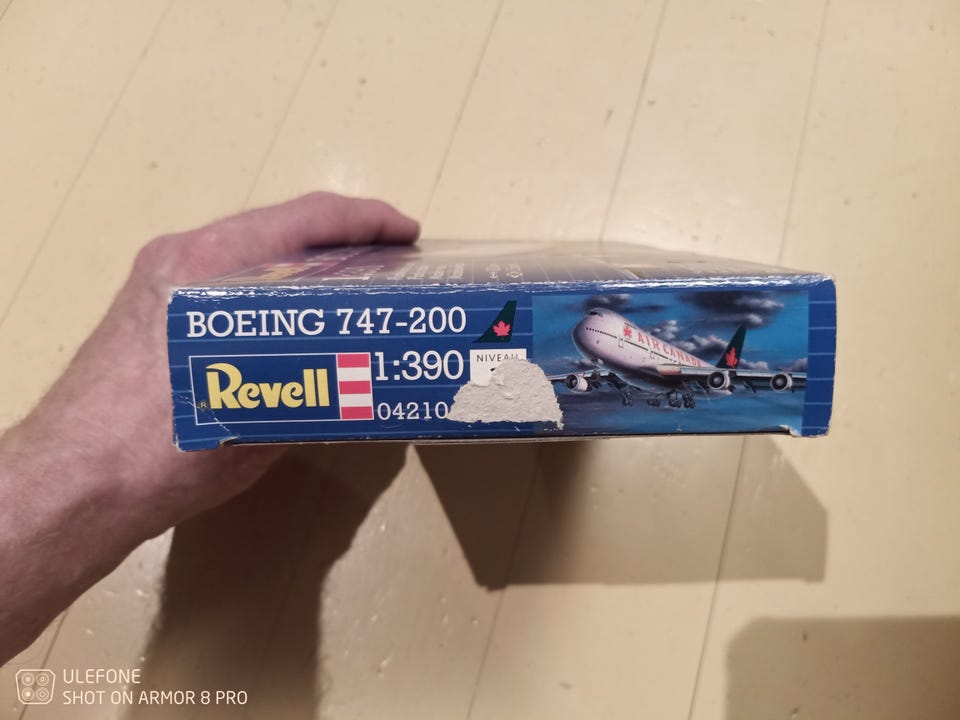 BOEING 747-200
Revell
®
1:390
NIVEAU
04210
AIR CANADA
ULEFONE
SHOT ON ARMOR 8 PRO